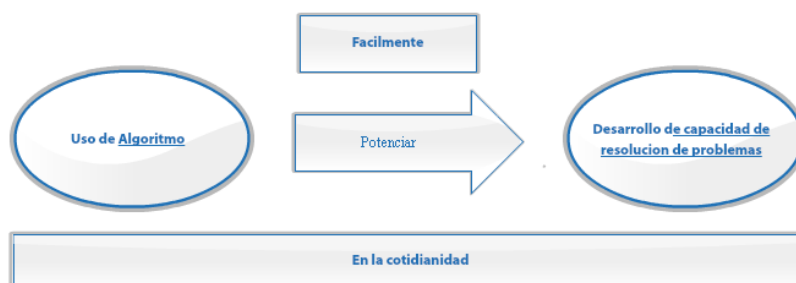 Facilmente
Uso de Algoritmo
Potenciar
Desarrollo de capacidad de
resolucion de problemas
En la cotidianidad